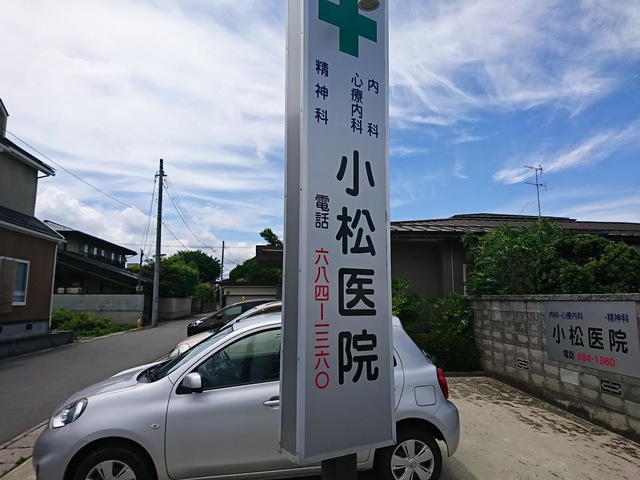 内科
心療内科
精神科
小松医院
電話 六八四ー一三六〇
内科・心療内科・精神科
小松医院
電話 684-1360